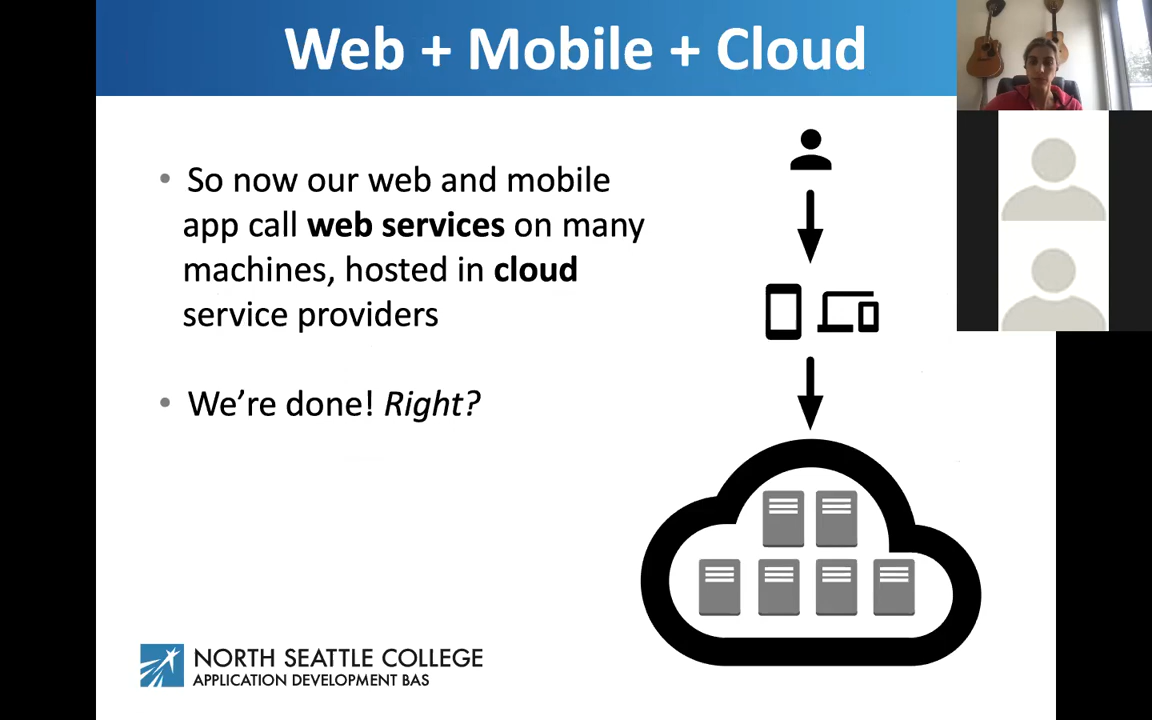 Web + Mobile + Cloud
• So now our web and mobile
app call web services on many
machines, hosted in cloud
service providers
• We’re done! Right?
NORTH SEATTLE COLLEGE
APPLICATION DEVELOPMENT BAS